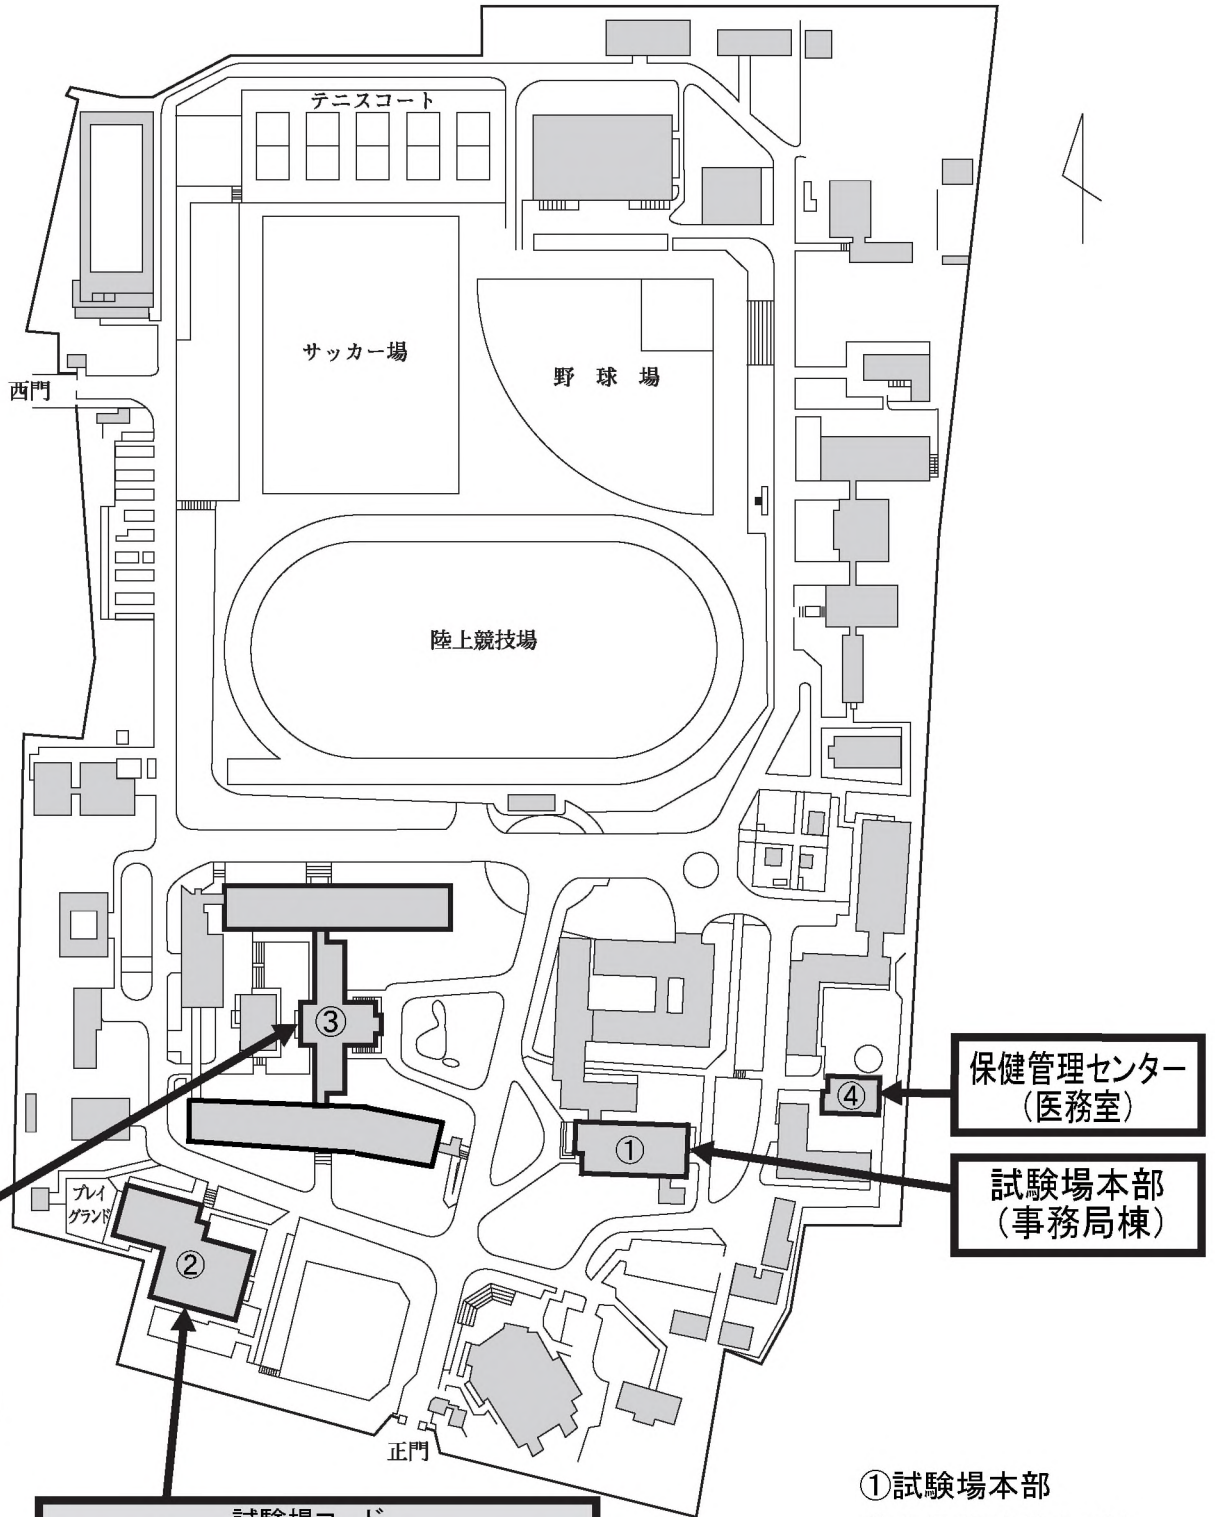 テニスコート
サッカー場
野球場
西門
陸上競技場
③
④
保健管理センター
(医務室)
①
試験場本部
(事務局棟)
プレイ
グランド
②
正門
①試験場本部